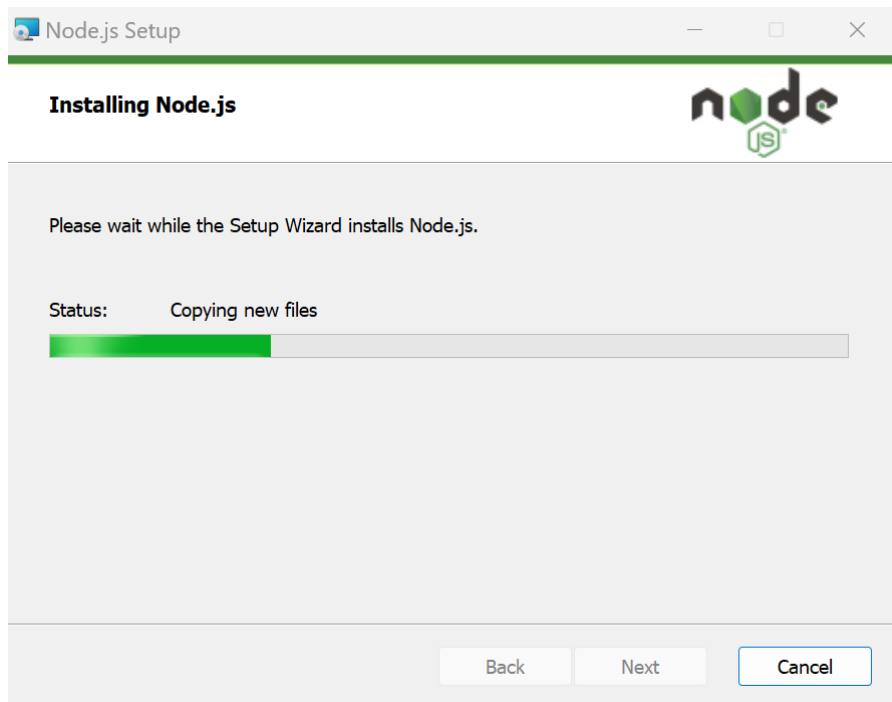 Node.js Setup
Installing Node.js
node
JS
Please wait while the Setup Wizard installs Node.js.
Status: Copying new files
Back Next Cancel